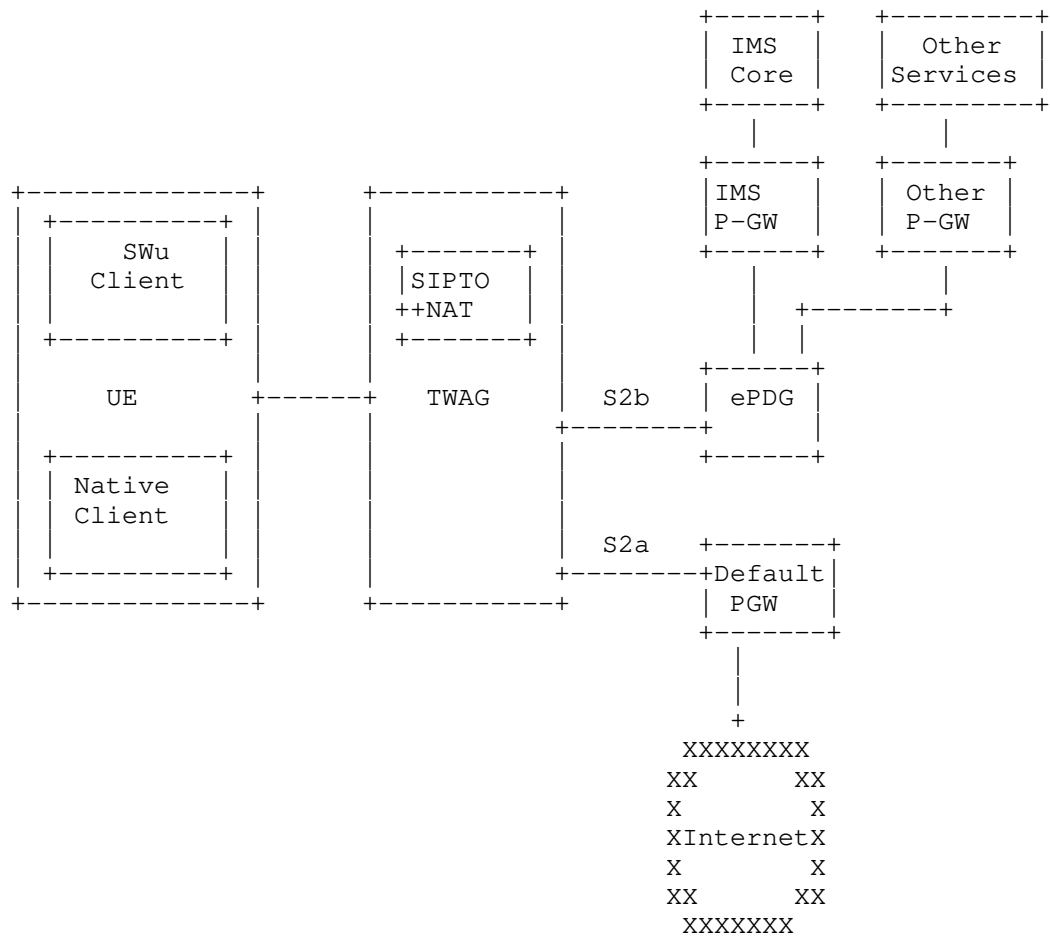 IMS
Core
Other
Services
IMS
P-GW
Other
P-GW
SWu
Client
SIPTO
NAT
UE
TWAG
S2b
ePDG
Native
Client
S2a
Default
PGW
Internet